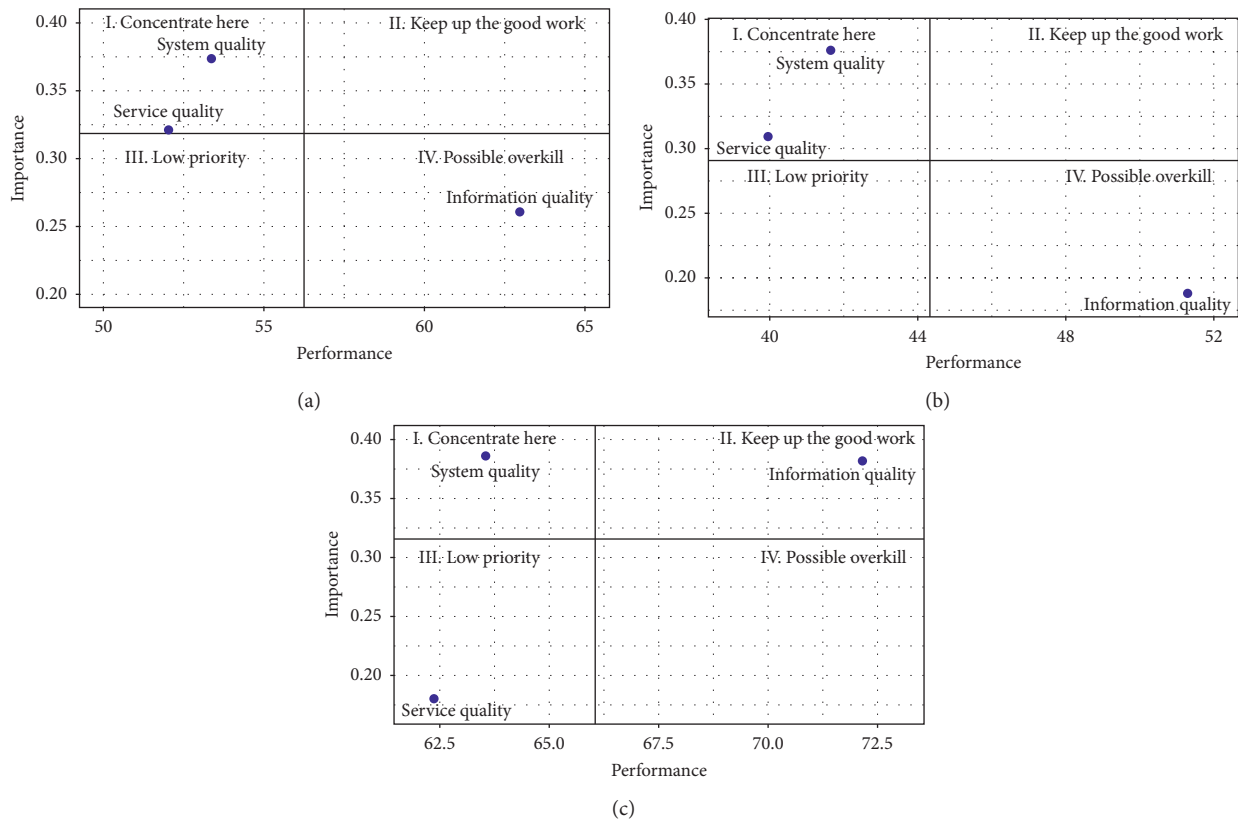 0.40
0.35
0.30
0.25
0.20
Importance
I. Concentrate here
System quality
II. Keep up the good work
Service quality
III. Low priority
IV. Possible overkill
Information quality
50
55
60
65
Performance
(a)
0.40
0.35
0.30
0.25
0.20
Importance
I. Concentrate here
System quality
II. Keep up the good work
Service quality
III. Low priority
IV. Possible overkill
Information quality
40
44
48
52
Performance
(b)
0.40
0.35
0.30
0.25
0.20
Importance
I. Concentrate here
System quality
II. Keep up the good work
Information quality
III. Low priority
IV. Possible overkill
Service quality
62.5
65.0
67.5
70.0
72.5
Performance
(c)